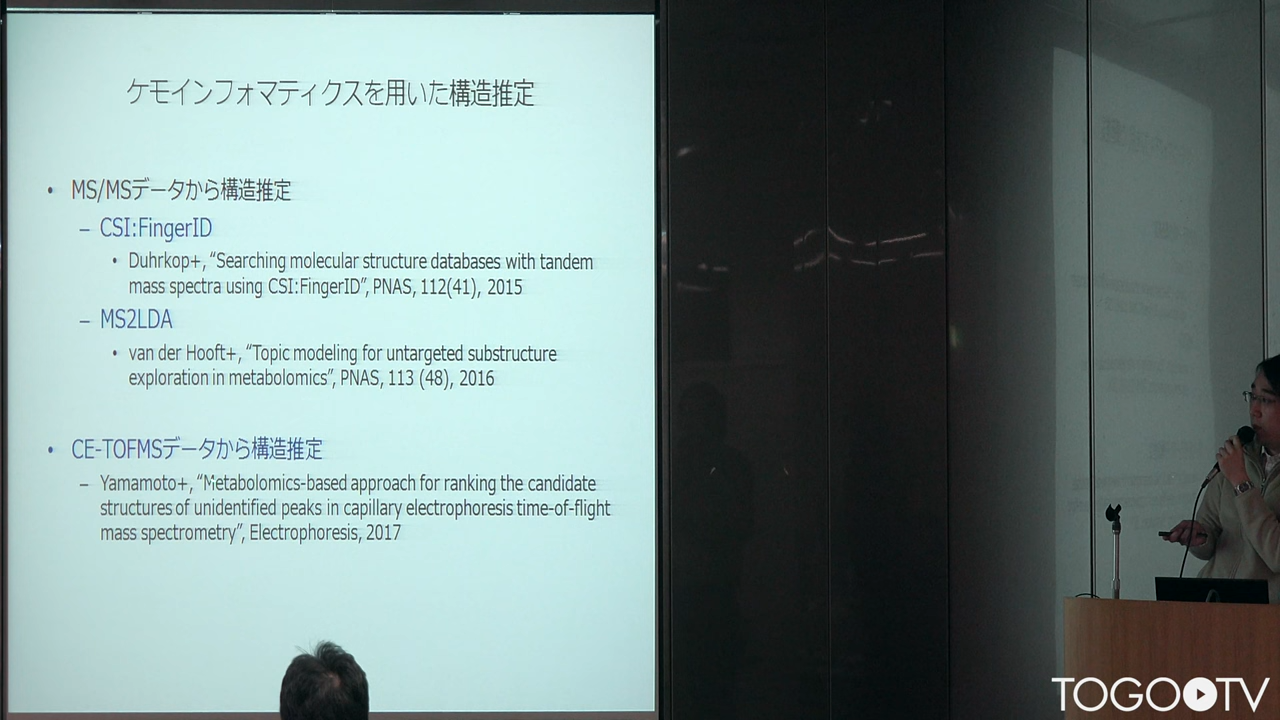 ケモインフォマティクスを用いた構造推定
• MS/MSデータから構造推定
– CSI:FingerID
• Duhrkop+, “Searching molecular structure databases with tandem
mass spectra using CSI:FingerID”, PNAS, 112(41), 2015
– MS2LDA
• van der Hooft+, “Topic modeling for untargeted substructure
exploration in metabolomics”, PNAS, 113 (48), 2016
• CE-TOFMSデータから構造推定
– Yamamoto+, “Metabolomics-based approach for ranking the candidate
structures of unidentified peaks in capillary electrophoresis time-of-flight
mass spectrometry”, Electrophoresis, 2017
TOGO TV